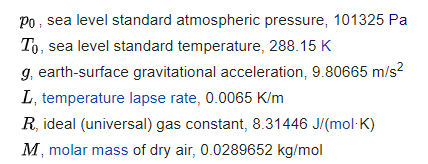 p₀ , sea level standard atmospheric pressure, 101325 Pa
T₀, sea level standard temperature, 288.15 K
g, earth-surface gravitational acceleration, 9.80665 m/s²
L, temperature lapse rate, 0.0065 K/m
R, ideal (universal) gas constant, 8.31446 J/(mol·K)
M, molar mass of dry air, 0.0289652 kg/mol